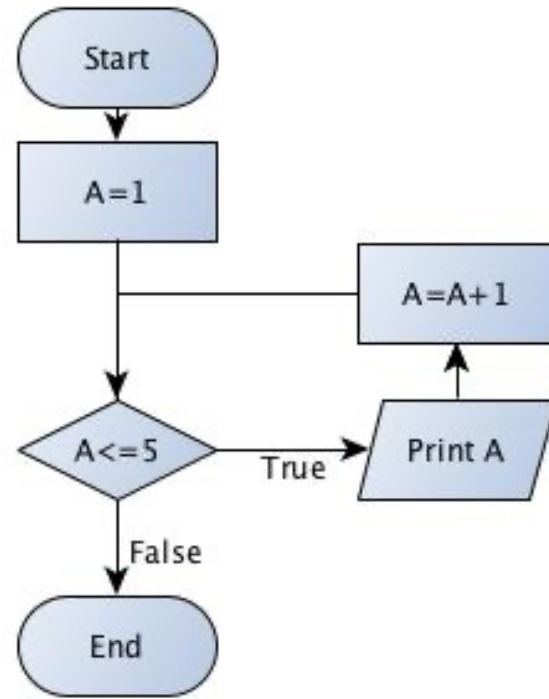 Start
A=1
A=A+1
A<=5
True
Print A
False
End